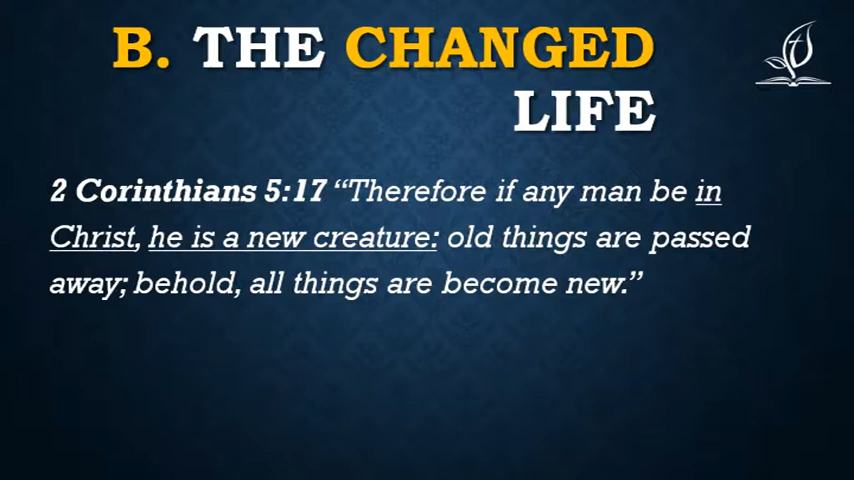 B. THE CHANGED
LIFE
2 Corinthians 5:17 “Therefore if any man be in
Christ, he is a new creature: old things are passed
away; behold, all things are become new.”